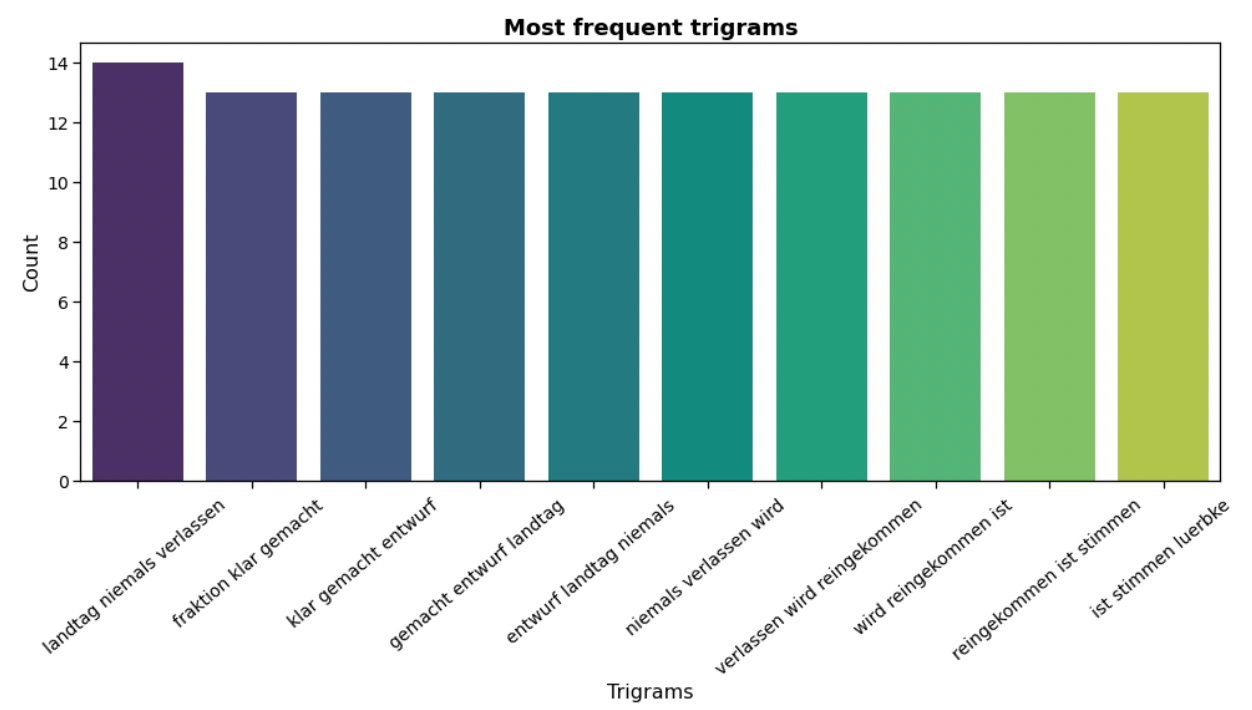 Most frequent trigrams
Count
14
12
10
8
6
4
2
0
landtag niemals verlassen
fraktion klar gemacht
klar gemacht entwurf
gemacht entwurf landtag
entwurf landtag niemals
niemals verlassen wird
verlassen wird reingekommen
wird reingekommen ist
reingekommen ist stimmen
ist stimmen luerbke
Trigrams